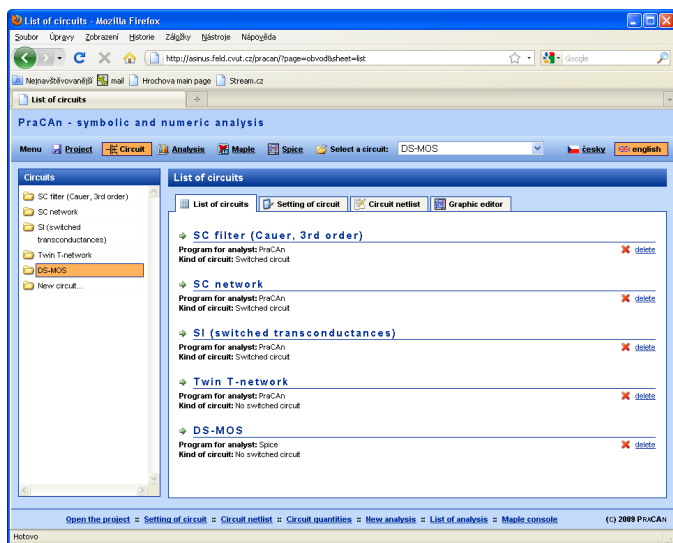 List of circuits - Mozilla Firefox
Soubor Úpravy Zobrazení Historie Záložky Nástroje Nápověda
http://asinus.feld.cvut.cz/pracan/?page=obvod&sheet=list
Google
Nejnavštěvovanější mail Hrochova main page Stream.cz
List of circuits
PraCAn - symbolic and numeric analysis
Menu Project Circuit Analysis Maple Spice Select a circuit: DS-MOS česky english
Circuits
SC filter (Cauer, 3rd order)
SC network
SI (switched
transconductances)
Twin T-network
DS-MOS
New circuit...
List of circuits
List of circuits Setting of circuit Circuit netlist Graphic editor
SC filter (Cauer, 3rd order)
Program for analyst: PraCAn delete
Kind of circuit: Switched circuit
SC network
Program for analyst: PraCAn delete
Kind of circuit: Switched circuit
SI (switched transconductances)
Program for analyst: PraCAn delete
Kind of circuit: Switched circuit
Twin T-network
Program for analyst: PraCAn delete
Kind of circuit: No switched circuit
DS-MOS
Program for analyst: Spice delete
Kind of circuit: No switched circuit
Open the project :: Setting of circuit :: Circuit netlist :: Circuit quantities :: New analysis :: List of analysis :: Maple console (C) 2009 PRACAN
Hotovo